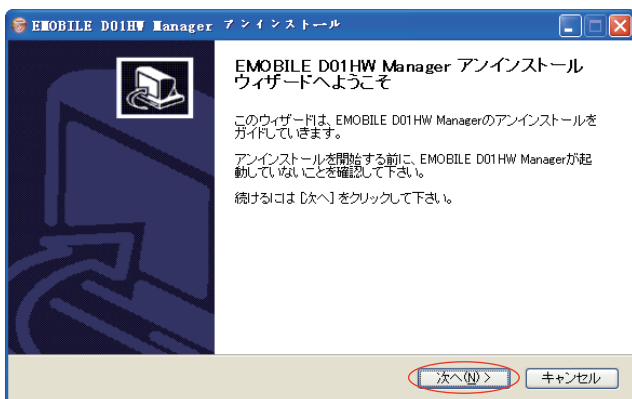 EMOBILE D01HW Manager アンインストール
EMOBILE D01HW Manager アンインストール
ウィザードへようこそ
このウィザードは、EMOBILE D01HW Managerのアンインストールを
ガイドしていきます。
アンインストールを開始する前に、EMOBILE D01HW Managerが起
動していないことを確認して下さい。
続けるには [次へ] をクリックして下さい。
次へ(N) >
キャンセル